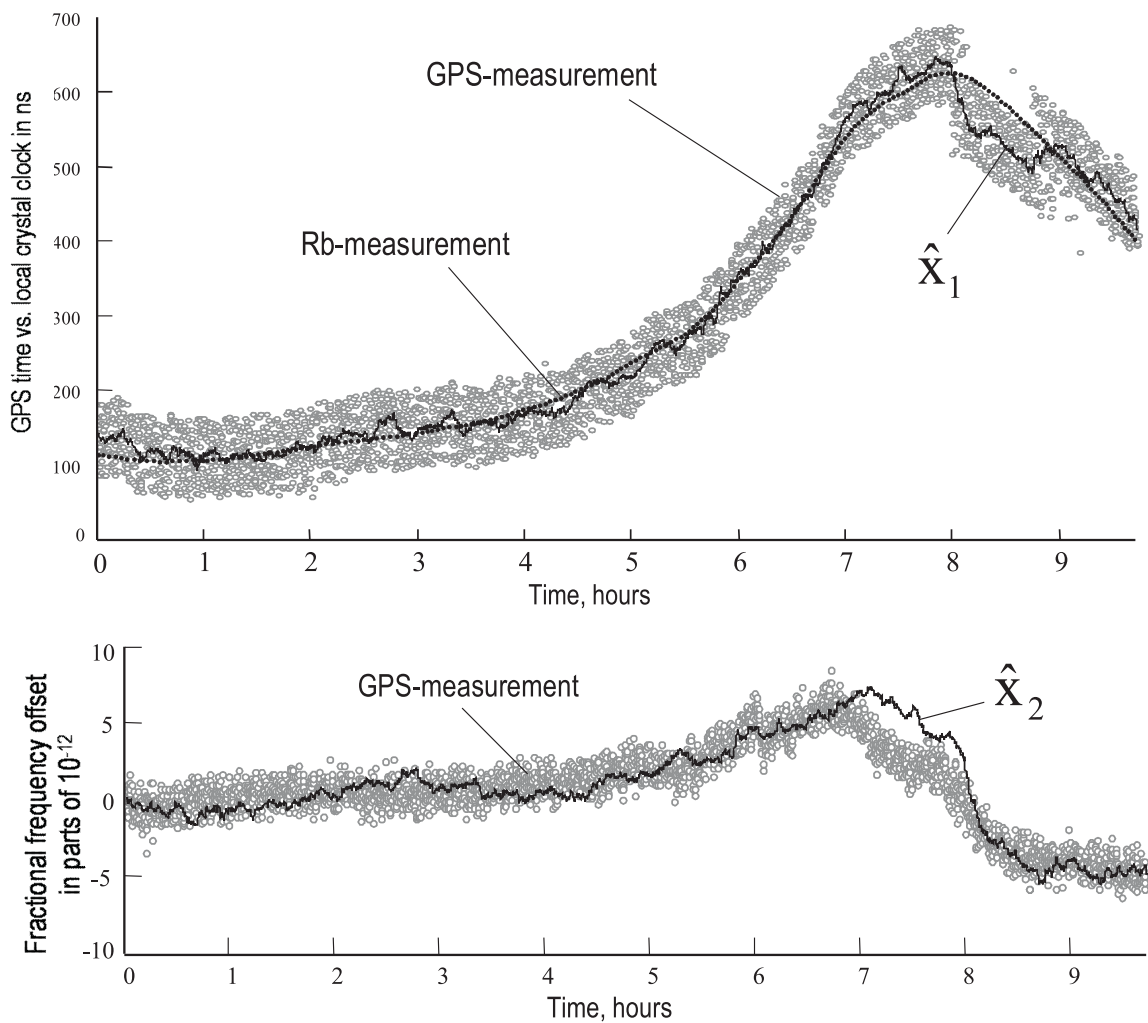 700
600
500
400
300
200
100
0
GPS time vs. local crystal clock in ns
GPS-measurement
Rb-measurement
x̂₁
0 1 2 3 4 5 6 7 8 9
Time, hours
10
5
0
-5
-10
Fractional frequency offset
in parts of 10⁻¹²
GPS-measurement
x̂₂
0 1 2 3 4 5 6 7 8 9
Time, hours